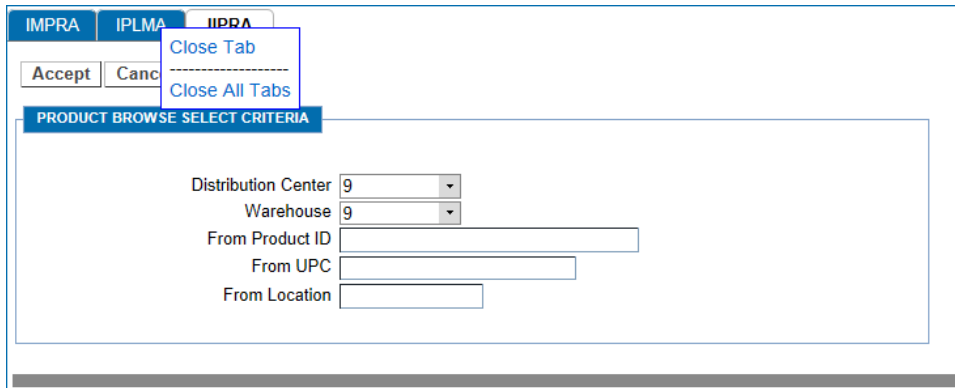 IMPRA IPLMA IIPRA
Close Tab
-------------------
Close All Tabs
Accept
PRODUCT BROWSE SELECT CRITERIA
Distribution Center 9
Warehouse 9
From Product ID
From UPC
From Location